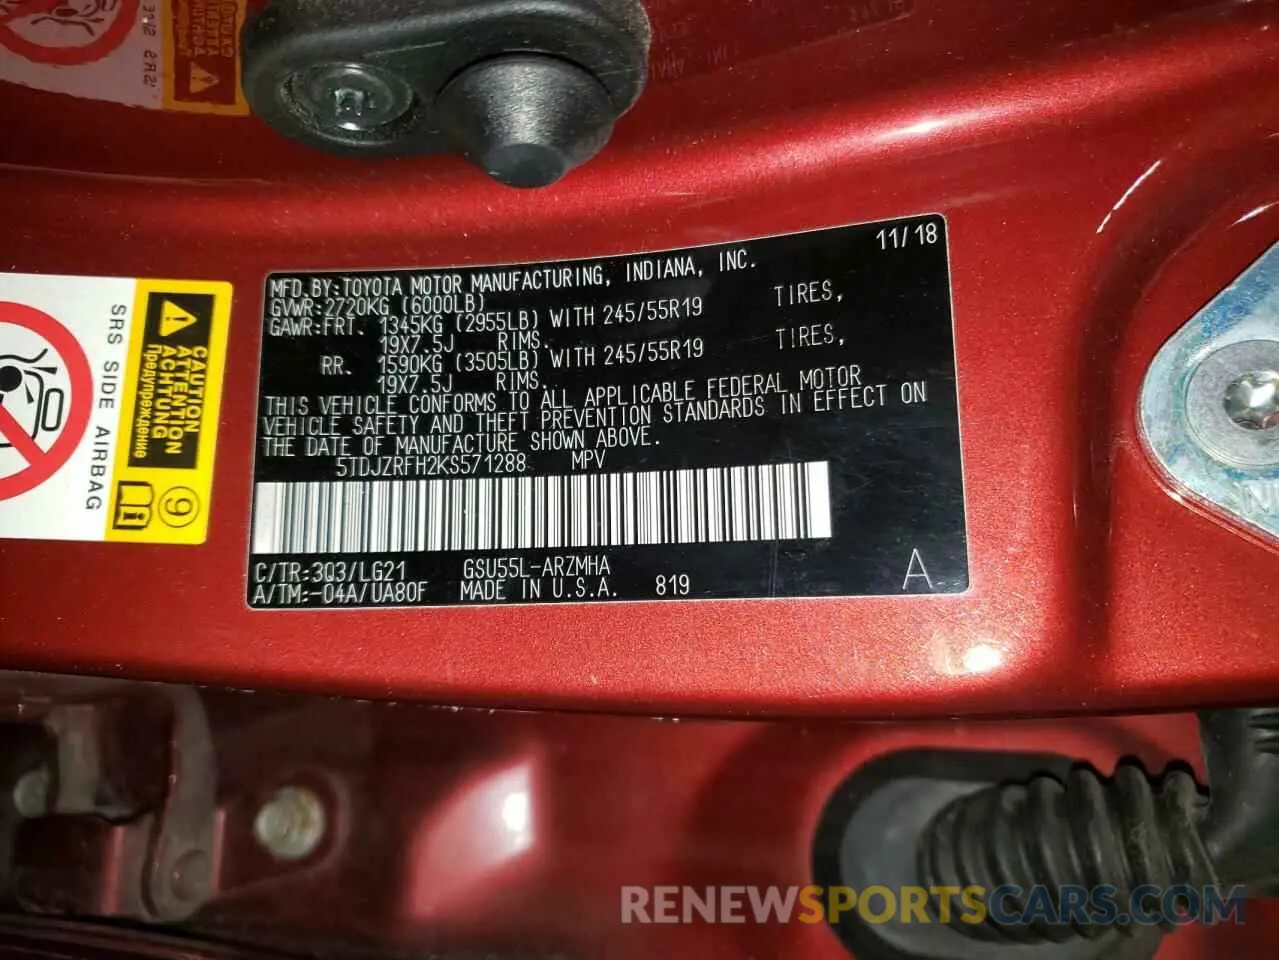 11/18
MFD. BY: TOYOTA MOTOR MANUFACTURING, INDIANA, INC.
GVWR: 2720KG (6000LB)
GAWR: FRT. 1345KG (2955LB) WITH 245/55R19 TIRES,
19X7.5J RIMS.
RR. 1590KG (3505LB) WITH 245/55R19 TIRES,
19X7.5J RIMS.
THIS VEHICLE CONFORMS TO ALL APPLICABLE FEDERAL MOTOR
VEHICLE SAFETY AND THEFT PREVENTION STANDARDS IN EFFECT ON
THE DATE OF MANUFACTURE SHOWN ABOVE.
5TDJZRFH2KS571288 MPV
C/TR: 3Q3/LG21 GSU55L-ARZMHA
A/TM:-04A/UA80F MADE IN U.S.A. 819 A
SRS SIDE AIRBAG
CAUTION
ATTENTION
ACHTUNG
Предупреждение
9
RENEWSPORTSCARS.COM